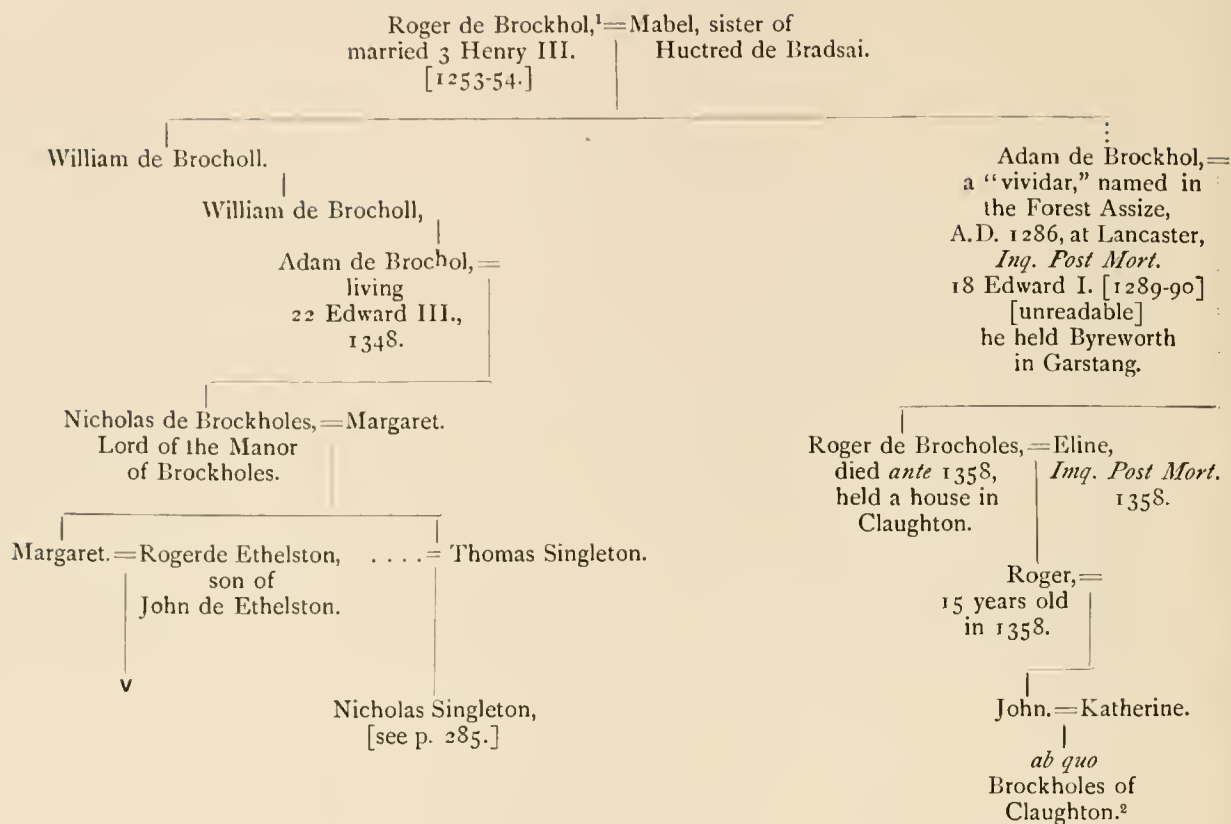 Roger de Brockhol,¹=Mabel, sister of
married 3 Henry III. Huctred de Bradsai.
[1253-54.]
William de Brocholl.
William de Brocholl,
Adam de Brochol,=
living
22 Edward III.,
1348.
Nicholas de Brockholes,=Margaret.
Lord of the Manor
of Brockholes.
Margaret.=Rogerde Ethelston,
son of
John de Ethelston.
....= Thomas Singleton.
Nicholas Singleton,
[see p. 285.]
Adam de Brockhol,=
a "vividar," named in
the Forest Assize,
A.D. 1286, at Lancaster,
Inq. Post Mort.
18 Edward I. [1289-90]
[unreadable]
he held Byreworth
in Garstang.
Roger de Brocholes,=Eline,
died ante 1358, Imq. Post Mort.
held a house in 1358.
Claughton.
Roger,=
15 years old
in 1358.
John.=Katherine.
ab quo
Brockholes of
Claughton.²